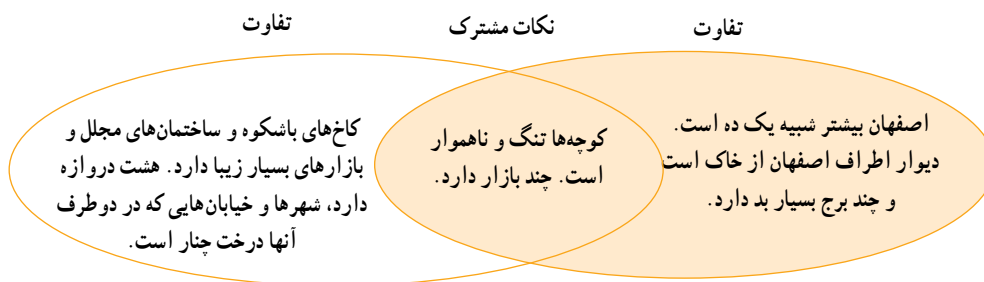 تفاوت
نکات مشترک
تفاوت
اصفهان بیشتر شبیه یک ده است.
دیوار اطراف اصفهان از خاک است
و چند برج بسیار بد دارد.
کوچه‌ها تنگ و ناهموار
است. چند بازار دارد.
کاخ‌های باشکوه و ساختمان‌های مجلل و
بازارهای بسیار زیبا دارد. هشت دروازه
دارد، شهرها و خیابان‌هایی که در دو طرف
آنها درخت چنار است.